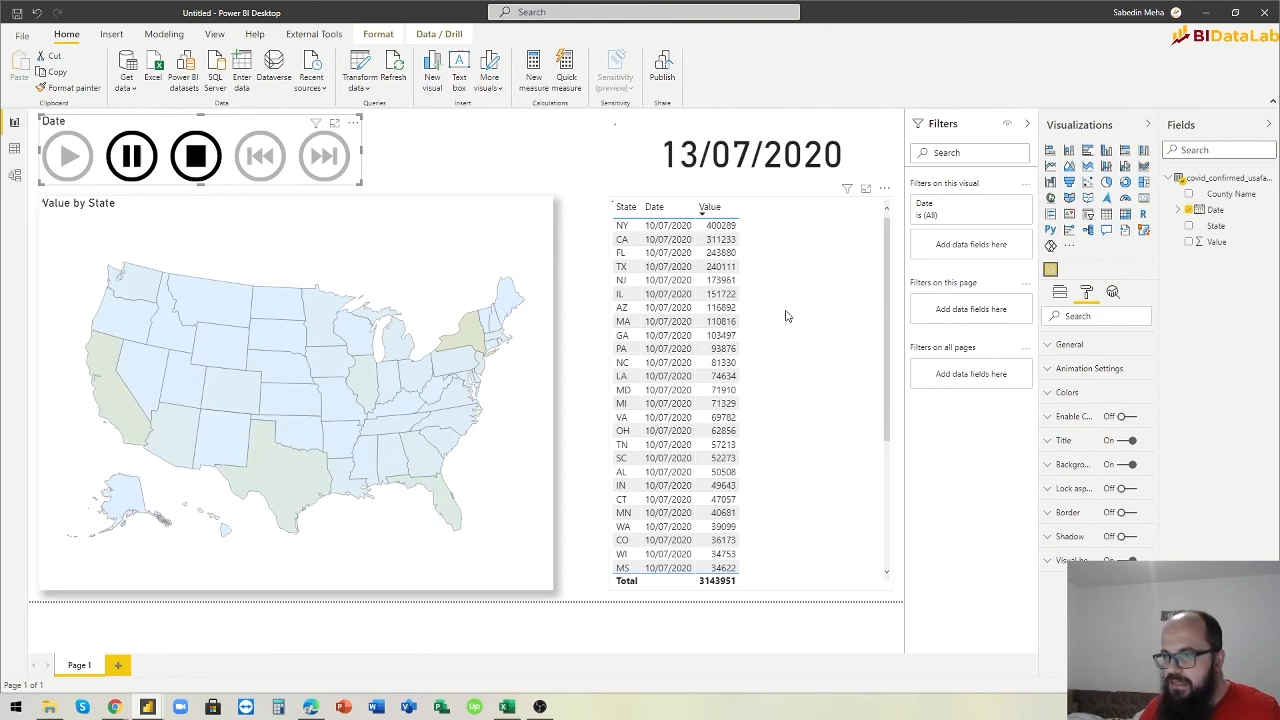 Untitled - Power BI Desktop
Search
Sabedin Meha
File
Home
Insert
Modeling
View
Help
External Tools
Format
Data / Drill
BIDataLab
Paste
Cut
Copy
Format painter
Clipboard
Get data
Excel
Power BI datasets
SQL Server
Enter data
Dataverse
Recent sources
Data
Transform data
Refresh
Queries
New visual
Text box
More visuals
Insert
New measure
Quick measure
Calculations
Sensitivity (preview)
Sensitivity
Publish
Share
Date
13/07/2020
Value by State
State Date Value
NY 10/07/2020 400289
CA 10/07/2020 311233
FL 10/07/2020 243880
TX 10/07/2020 240111
NJ 10/07/2020 173961
IL 10/07/2020 151722
AZ 10/07/2020 116892
MA 10/07/2020 110816
GA 10/07/2020 103497
PA 10/07/2020 93876
NC 10/07/2020 81330
LA 10/07/2020 74634
MD 10/07/2020 71910
MI 10/07/2020 71329
VA 10/07/2020 69782
OH 10/07/2020 62856
TN 10/07/2020 57213
SC 10/07/2020 52273
AL 10/07/2020 50508
IN 10/07/2020 49643
CT 10/07/2020 47057
MN 10/07/2020 40681
WA 10/07/2020 39099
CO 10/07/2020 36173
WI 10/07/2020 34753
MS 10/07/2020 34622
Total 3143951
Filters
Search
Filters on this visual
Date
is (All)
Add data fields here
Filters on this page
Add data fields here
Filters on all pages
Add data fields here
Visualizations
R
Py
Search
General
Animation Settings
Colors
Enable C... Off
Title On
Backgro... On
Lock asp... Off
Border Off
Shadow Off
Fields
Search
covid_confirmed_usafa...
County Name
Date
State
Value
Page 1
Page 1 of 1